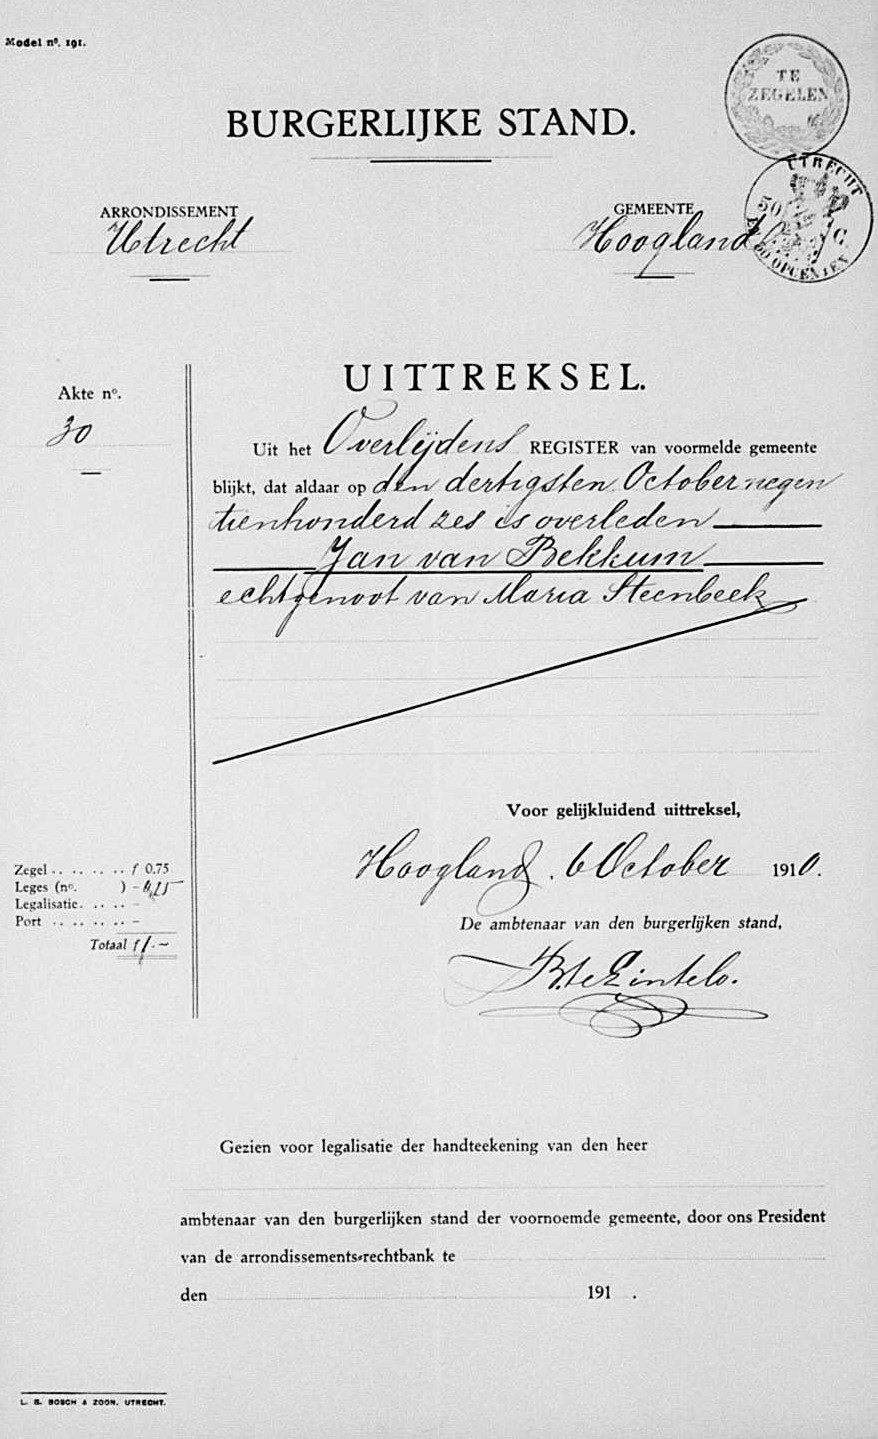 Model nº. 191.
TE
ZEGELEN
BURGERLIJKE STAND.
UTRECHT
50 C.
OPCENTEN
ARRONDISSEMENT
Utrecht
GEMEENTE
Hoogland
UITTREKSEL.
Akte nº.
30
Uit het Overlijdens REGISTER van voormelde gemeente
blijkt, dat aldaar op den dertigsten October negen
tienhonderd zes is overleden
Jan van Bekkum
echtgenoot van Maria Steenbeek
Voor gelijkluidend uittreksel,
Hoogland, 6 October 1910.
De ambtenaar van den burgerlijken stand,
Zegel . . . . . . . f 0.75
Leges (nº. ) -
Legalisatie. . . . . -
Port . . . . . . . -
Totaal f 1.-
Gezien voor legalisatie der handteekening van den heer
ambtenaar van den burgerlijken stand der voornoemde gemeente, door ons President
van de arrondissements-rechtbank te
den 191 .
L. E. BOSCH & ZOON. UTRECHT.